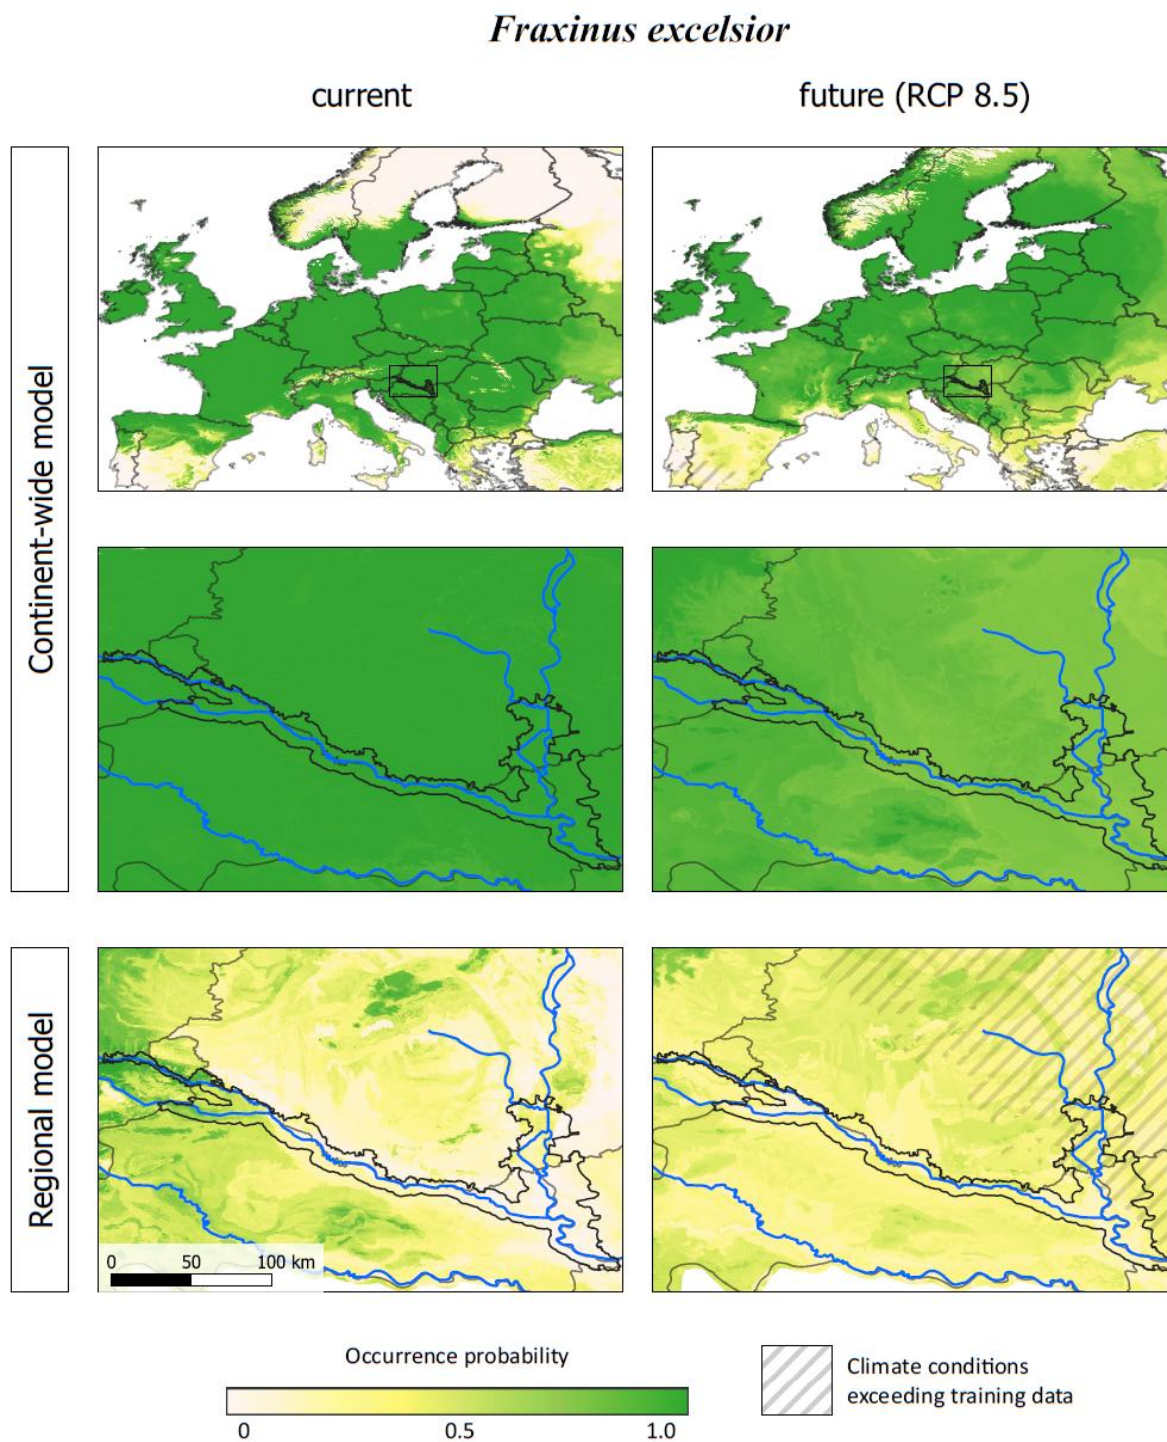 Fraxinus excelsior
current
future (RCP 8.5)
Continent-wide model
Regional model
0 50 100 km
Occurrence probability
0 0.5 1.0
Climate conditions
exceeding training data